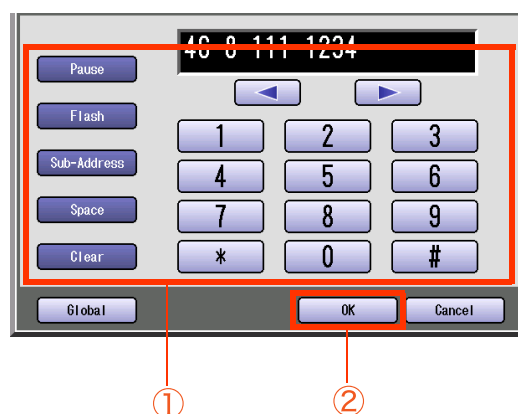 46 8 111 1234
Pause
Flash
1 2 3
Sub-Address
4 5 6
Space
7 8 9
Clear
* 0 #
Global OK Cancel
① ②